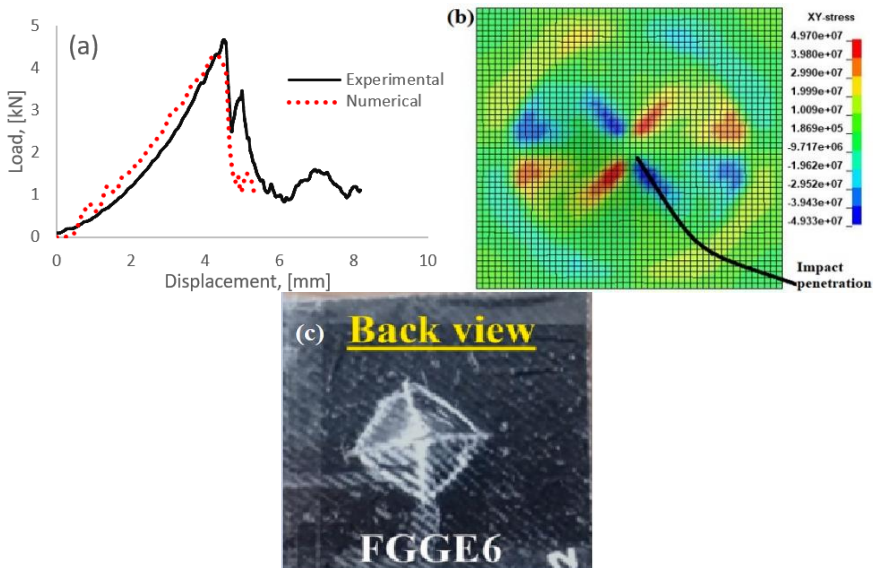 (a)
5
4
3
2
1
0
0 2 4 6 8 10
Load, [kN]
Displacement, [mm]
Experimental
Numerical
(b)
XY-stress
4.970e+07
3.980e+07
2.990e+07
1.999e+07
1.009e+07
1.869e+05
-9.717e+06
-1.962e+07
-2.952e+07
-3.943e+07
-4.933e+07
Impact
penetration
(c)
Back view
FGGE6
2